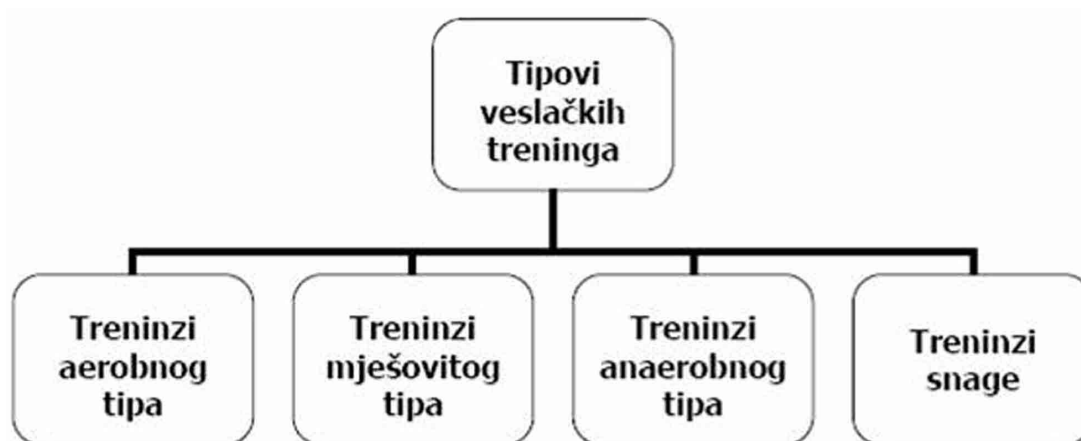 Tipovi
veslačkih
treninga
Treninzi
aerobnog
tipa
Treninzi
mješovitog
tipa
Treninzi
anaerobnog
tipa
Treninzi
snage